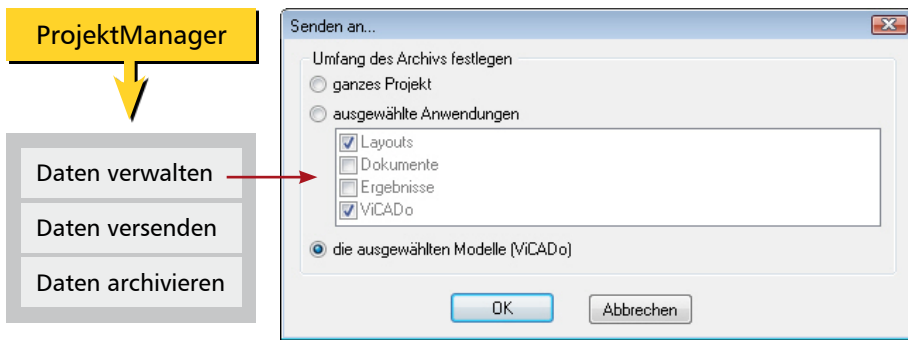 ProjektManager
Daten verwalten
Daten versenden
Daten archivieren
Senden an...
Umfang des Archivs festlegen
ganzes Projekt
ausgewählte Anwendungen
Layouts
Dokumente
Ergebnisse
ViCADo
die ausgewählten Modelle (ViCADo)
OK
Abbrechen